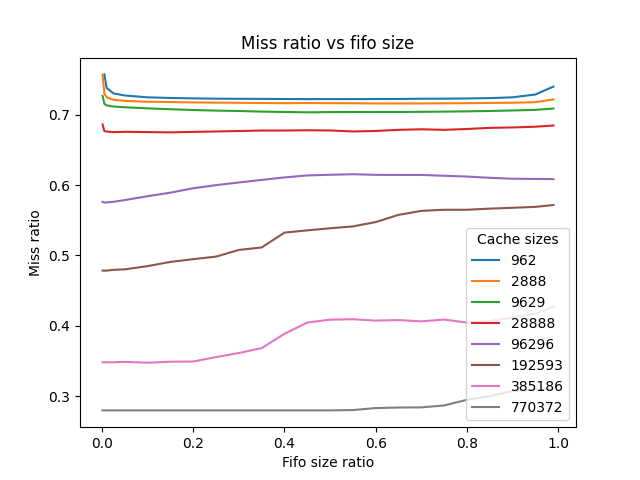 Miss ratio vs fifo size
Miss ratio
0.7
0.6
0.5
0.4
0.3
0.0 0.2 0.4 0.6 0.8 1.0
Fifo size ratio
Cache sizes
962
2888
9629
28888
96296
192593
385186
770372